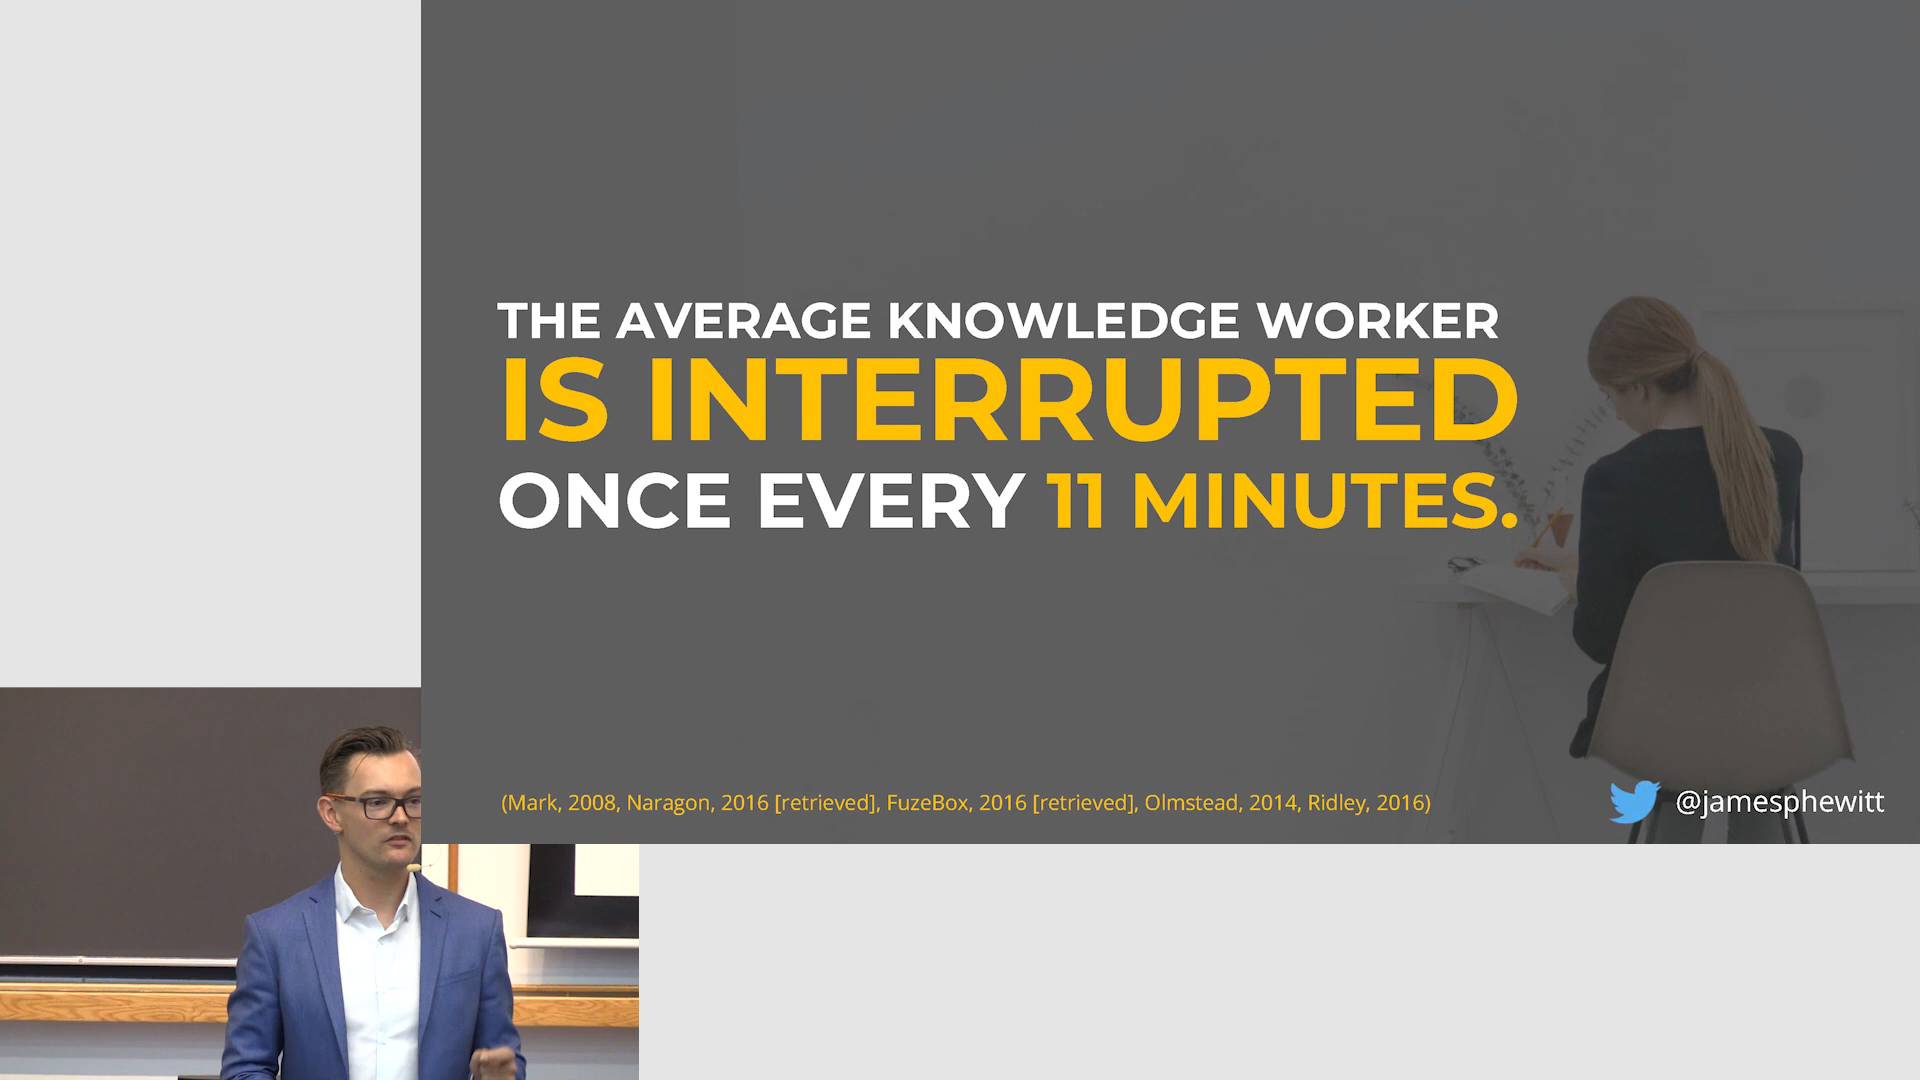 THE AVERAGE KNOWLEDGE WORKER
IS INTERRUPTED
ONCE EVERY 11 MINUTES.
(Mark, 2008, Naragon, 2016 [retrieved], FuzeBox, 2016 [retrieved], Olmstead, 2014, Ridley, 2016)
@jamesphewitt